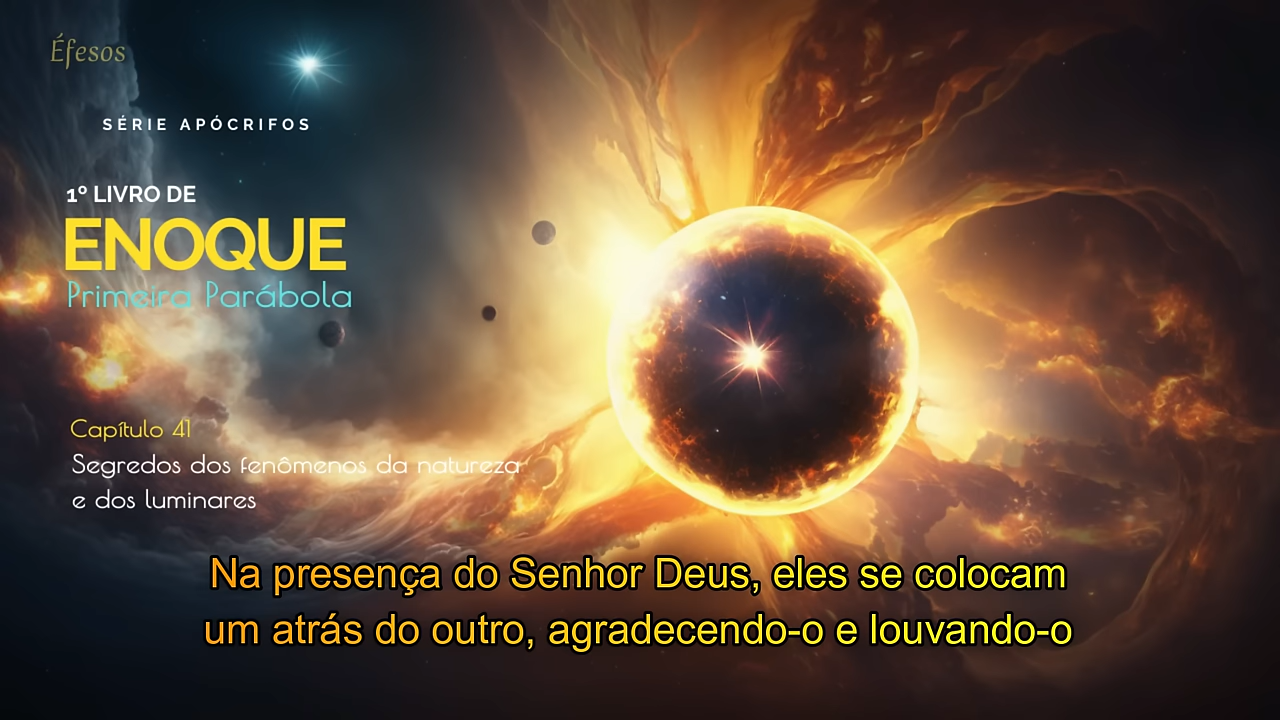 Éfesos
SÉRIE APÓCRIFOS
1º LIVRO DE
ENOQUE
Primeira Parábola
Capítulo 41
Segredos dos fenômenos da natureza
e dos luminares
Na presença do Senhor Deus, eles se colocam
um atrás do outro, agradecendo-o e louvando-o